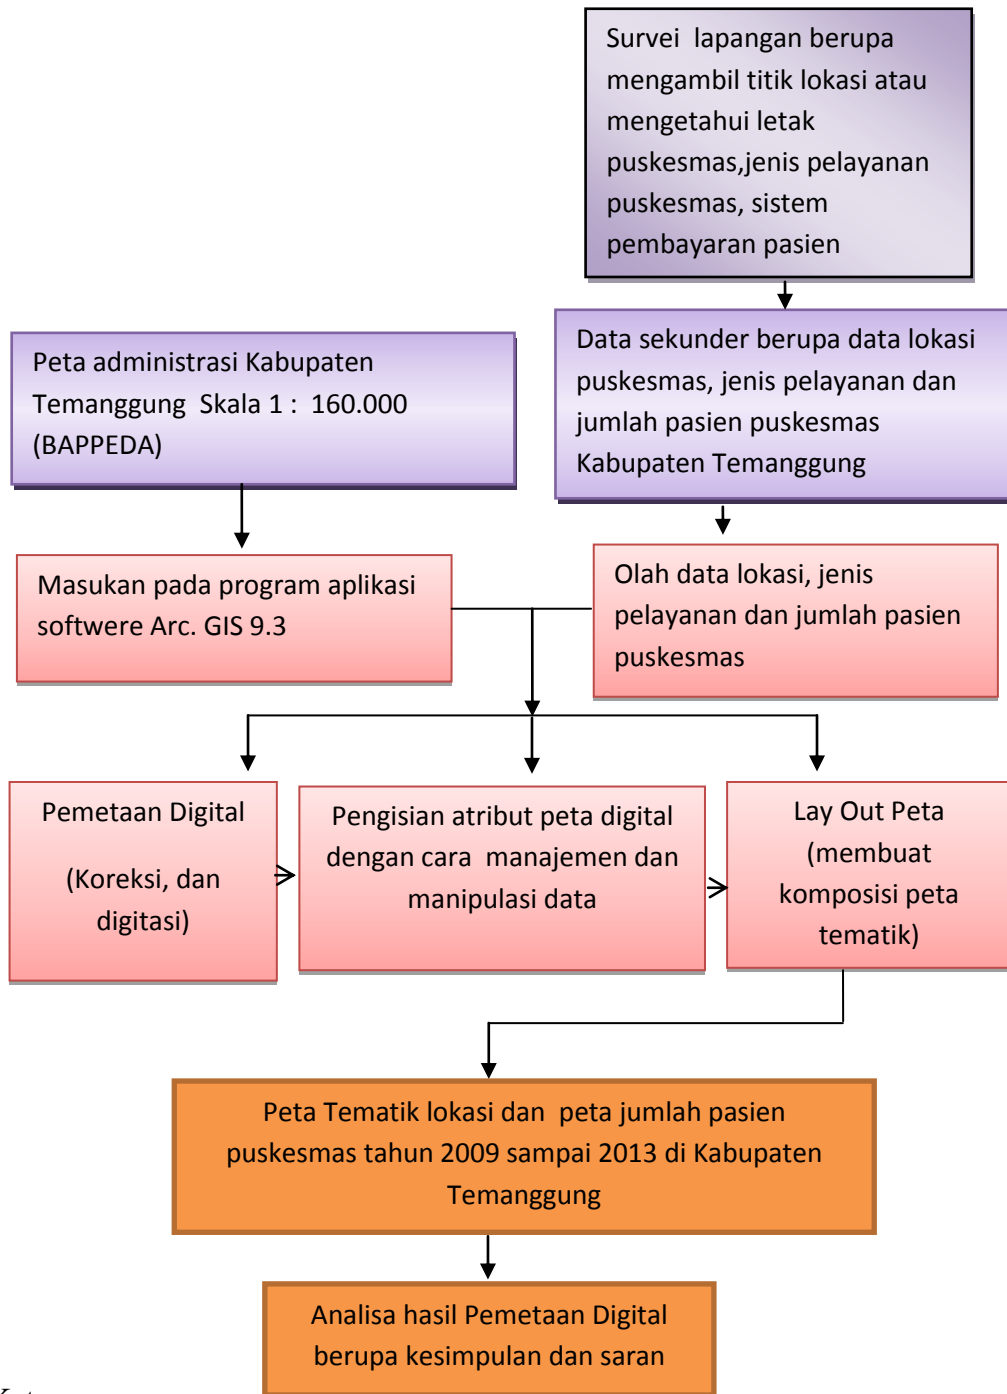 Survei lapangan berupa
mengambil titik lokasi atau
mengetahui letak
puskesmas,jenis pelayanan
puskesmas, sistem
pembayaran pasien
Peta administrasi Kabupaten
Temanggung Skala 1 : 160.000
(BAPPEDA)
Data sekunder berupa data lokasi
puskesmas, jenis pelayanan dan
jumlah pasien puskesmas
Kabupaten Temanggung
Masukan pada program aplikasi
softwere Arc. GIS 9.3
Olah data lokasi, jenis
pelayanan dan jumlah pasien
puskesmas
Pemetaan Digital
(Koreksi, dan
digitasi)
Pengisian atribut peta digital
dengan cara manajemen dan
manipulasi data
Lay Out Peta
(membuat
komposisi peta
tematik)
Peta Tematik lokasi dan peta jumlah pasien
puskesmas tahun 2009 sampai 2013 di Kabupaten
Temanggung
Analisa hasil Pemetaan Digital
berupa kesimpulan dan saran